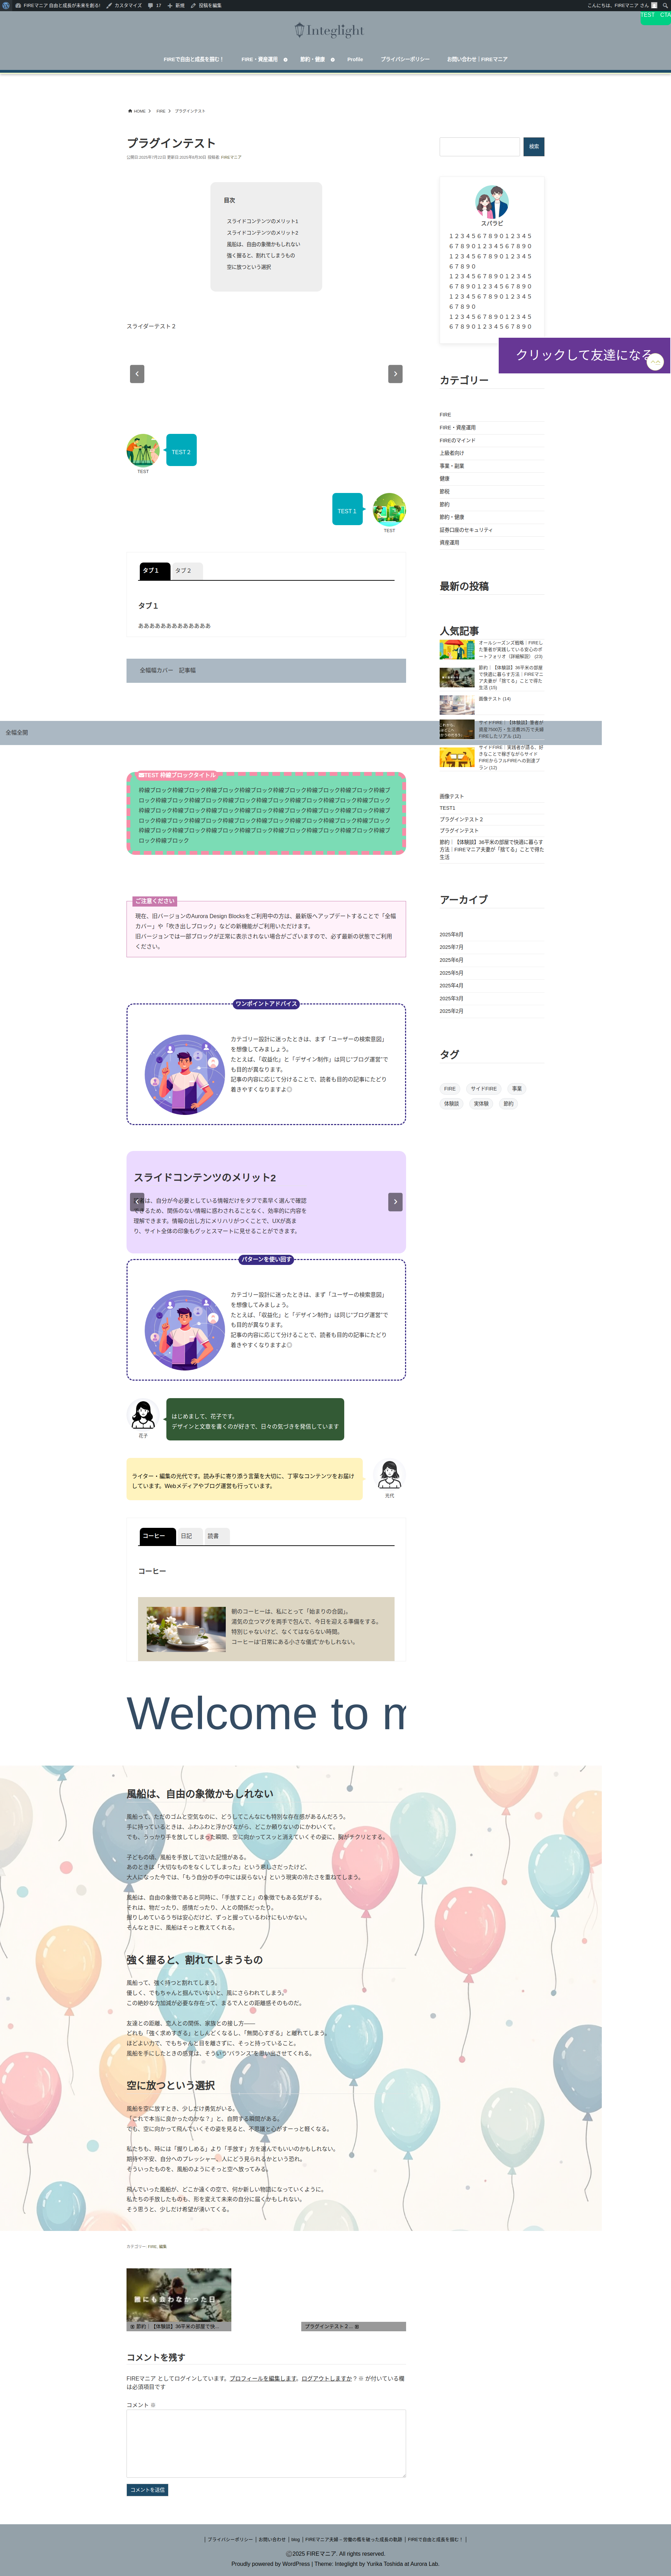 FIREマニア 自由と成長が未来を創る!
カスタマイズ
17
新規
投稿を編集
こんにちは、FIREマニア さん
TEST CTA
Integlight
FIREで自由と成長を掴む！
FIRE・資産運用
節約・健康
Profile
プライバシーポリシー
お問い合わせ｜FIREマニア
HOME
FIRE
プラグインテスト
プラグインテスト
公開日:2025年7月22日 更新日:2025年8月30日 投稿者: FIREマニア
目次
スライドコンテンツのメリット1
スライドコンテンツのメリット2
風船は、自由の象徴かもしれない
強く握ると、割れてしまうもの
空に放つという選択
スライダーテスト２
TEST２
TEST
TEST１
TEST
タブ１
タブ２
タブ１
あああああああああああああ
全幅幅カバー　記事幅
全幅全開
TEST 枠線ブロックタイトル
枠線ブロック枠線ブロック枠線ブロック枠線ブロック枠線ブロック枠線ブロック枠線ブロック枠線ブ
ロック枠線ブロック枠線ブロック枠線ブロック枠線ブロック枠線ブロック枠線ブロック枠線ブロック
枠線ブロック枠線ブロック枠線ブロック枠線ブロック枠線ブロック枠線ブロック枠線ブロック枠線ブ
ロック枠線ブロック枠線ブロック枠線ブロック枠線ブロック枠線ブロック枠線ブロック枠線ブロック
枠線ブロック枠線ブロック枠線ブロック枠線ブロック枠線ブロック枠線ブロック枠線ブロック枠線ブ
ロック枠線ブロック
ご注意ください
現在、旧バージョンのAurora Design Blocksをご利用中の方は、最新版へアップデートすることで「全幅
カバー」や「吹き出しブロック」などの新機能がご利用いただけます。
旧バージョンでは一部ブロックが正常に表示されない場合がございますので、必ず最新の状態でご利用
ください。
ワンポイントアドバイス
カテゴリー設計に迷ったときは、まず「ユーザーの検索意図」
を想像してみましょう。
たとえば、「収益化」と「デザイン制作」は同じ“ブログ運営”で
も目的が異なります。
記事の内容に応じて分けることで、読者も目的の記事にたどり
着きやすくなりますよ◎
スライドコンテンツのメリット2
は、自分が今必要としている情報だけをタブで素早く選んで確認
できるため、関係のない情報に惑わされることなく、効率的に内容を
理解できます。情報の出し方にメリハリがつくことで、UXが高ま
り、サイト全体の印象もグッとスマートに見せることができます。
パターンを使い回す
カテゴリー設計に迷ったときは、まず「ユーザーの検索意図」
を想像してみましょう。
たとえば、「収益化」と「デザイン制作」は同じ“ブログ運営”で
も目的が異なります。
記事の内容に応じて分けることで、読者も目的の記事にたどり
着きやすくなりますよ◎
はじめまして、花子です。
デザインと文章を書くのが好きで、日々の気づきを発信しています
花子
ライター・編集の光代です。読み手に寄り添う言葉を大切に、丁寧なコンテンツをお届け
しています。Webメディアやブログ運営も行っています。
光代
コーヒー
日記
読書
コーヒー
朝のコーヒーは、私にとって「始まりの合図」。
湯気の立つマグを両手で包んで、今日を迎える準備をする。
特別じゃないけど、なくてはならない時間。
コーヒーは“日常にある小さな儀式”かもしれない。
Welcome to m
風船は、自由の象徴かもしれない
風船って、ただのゴムと空気なのに、どうしてこんなにも特別な存在感があるんだろう。
手に持っているときは、ふわふわと浮かびながら、どこか頼りないのにかわいくて。
でも、うっかり手を放してしまった瞬間、空に向かってスッと消えていくその姿に、胸がチクリとする。
子どもの頃、風船を手放して泣いた記憶がある。
あのときは「大切なものをなくしてしまった」という悲しさだったけど、
大人になった今では、「もう自分の手の中には戻らない」という現実の冷たさを重ねてしまう。
風船は、自由の象徴であると同時に、「手放すこと」の象徴でもある気がする。
それは、物だったり、感情だったり、人との関係だったり。
握りしめているうちは安心だけど、ずっと握っているわけにもいかない。
そんなときに、風船はそっと教えてくれる。
強く握ると、割れてしまうもの
風船って、強く持つと割れてしまう。
優しく、でもちゃんと掴んでいないと、風にさらわれてしまう。
この絶妙な力加減が必要な存在って、まるで人との距離感そのものだ。
友達との距離、恋人との関係、家族との接し方――
どれも「強く求めすぎる」としんどくなるし、「無関心すぎる」と離れてしまう。
ほどよい力で、でもちゃんと目を離さずに、そっと持っていること。
風船を手にしたときの感覚は、そういう“バランス”を思い出させてくれる。
空に放つという選択
風船を空に放すとき、少しだけ勇気がいる。
「これで本当に良かったのかな？」と、自問する瞬間がある。
でも、空に向かって飛んでいくその姿を見ると、不思議と心がすーっと軽くなる。
私たちも、時には「握りしめる」より「手放す」方を選んでもいいのかもしれない。
期待や不安、自分へのプレッシャー、人にどう見られるかという恐れ。
そういったものを、風船のようにそっと空へ放ってみる。
飛んでいった風船が、どこか遠くの空で、何か新しい物語になっていくように。
私たちの手放したものも、形を変えて未来の自分に届くかもしれない。
そう思うと、少しだけ希望が湧いてくる。
カテゴリー: FIRE, 編集
誰にも会わなかった日
節約｜【体験談】36平米の部屋で快...
プラグインテスト２...
コメントを残す
FIREマニア としてログインしています。プロフィールを編集します。ログアウトしますか？ ※ が付いている欄
は必須項目です
コメント ※
コメントを送信
検索
スパラピ
１２３４５６７８９０１２３４５
６７８９０１２３４５６７８９０
１２３４５６７８９０１２３４５
６７８９０
１２３４５６７８９０１２３４５
６７８９０１２３４５６７８９０
１２３４５６７８９０１２３４５
６７８９０
１２３４５６７８９０１２３４５
６７８９０１２３４５６７８９０
クリックして友達になる
カテゴリー
FIRE
FIRE・資産運用
FIREのマインド
上級者向け
事業・副業
健康
節税
節約
節約・健康
証券口座のセキュリティ
資産運用
最新の投稿
人気記事
オールシーズンズ戦略｜FIREし
た筆者が実践している安心のポ
ートフォリオ（詳細解説） (23)
節約｜【体験談】36平米の部屋
で快適に暮らす方法｜FIREマニ
ア夫妻が「捨てる」ことで得た
生活 (15)
画像テスト (14)
サイドFIRE｜【体験談】筆者が
資産7500万・生活費25万で夫婦
FIREしたリアル (12)
サイドFIRE｜実践者が語る、好
きなことで稼ぎながらサイド
FIREからフルFIREへの到達プ
ラン (12)
画像テスト
TEST1
プラグインテスト２
プラグインテスト
節約｜【体験談】36平米の部屋で快適に暮らす
方法｜FIREマニア夫妻が「捨てる」ことで得た
生活
アーカイブ
2025年8月
2025年7月
2025年6月
2025年5月
2025年4月
2025年3月
2025年2月
タグ
FIRE
サイドFIRE
事業
体験談
実体験
節約
プライバシーポリシー
お問い合わせ
blog
FIREマニア夫婦 – 労働の檻を破った成長の軌跡
FIREで自由と成長を掴む！
©2025 FIREマニア. All rights reserved.
Proudly powered by WordPress | Theme: Integlight by Yurika Toshida at Aurora Lab.